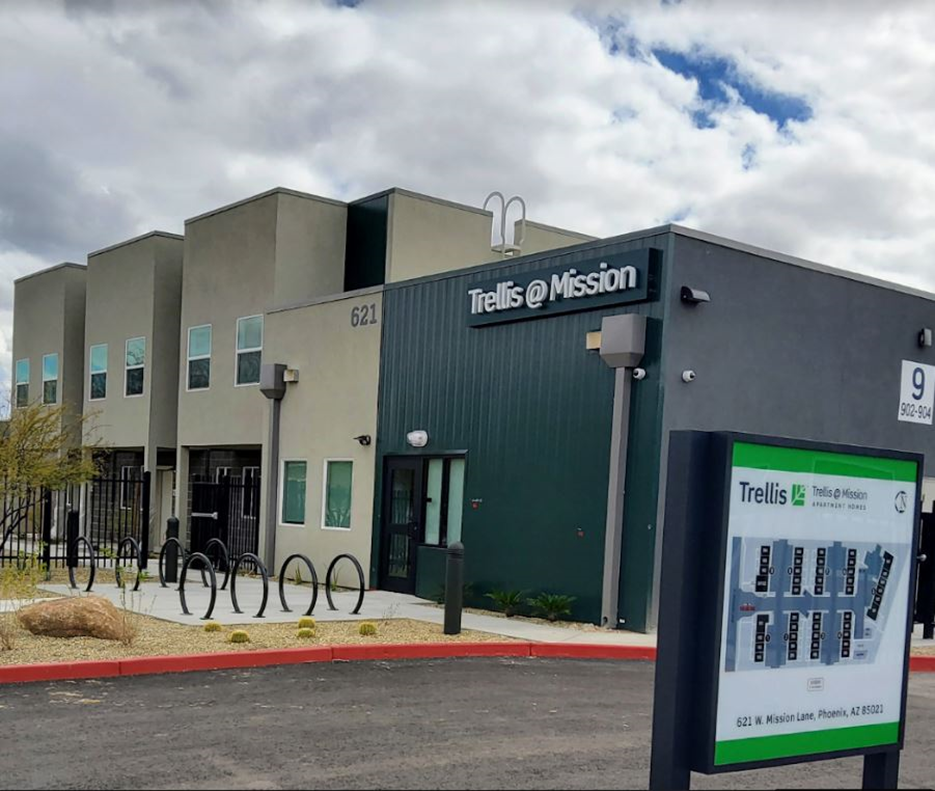 621
Trellis @ Mission
9
902-904
Trellis
Trellis @ Mission
APARTMENT HOMES
621 W. Mission Lane, Phoenix, AZ 85021